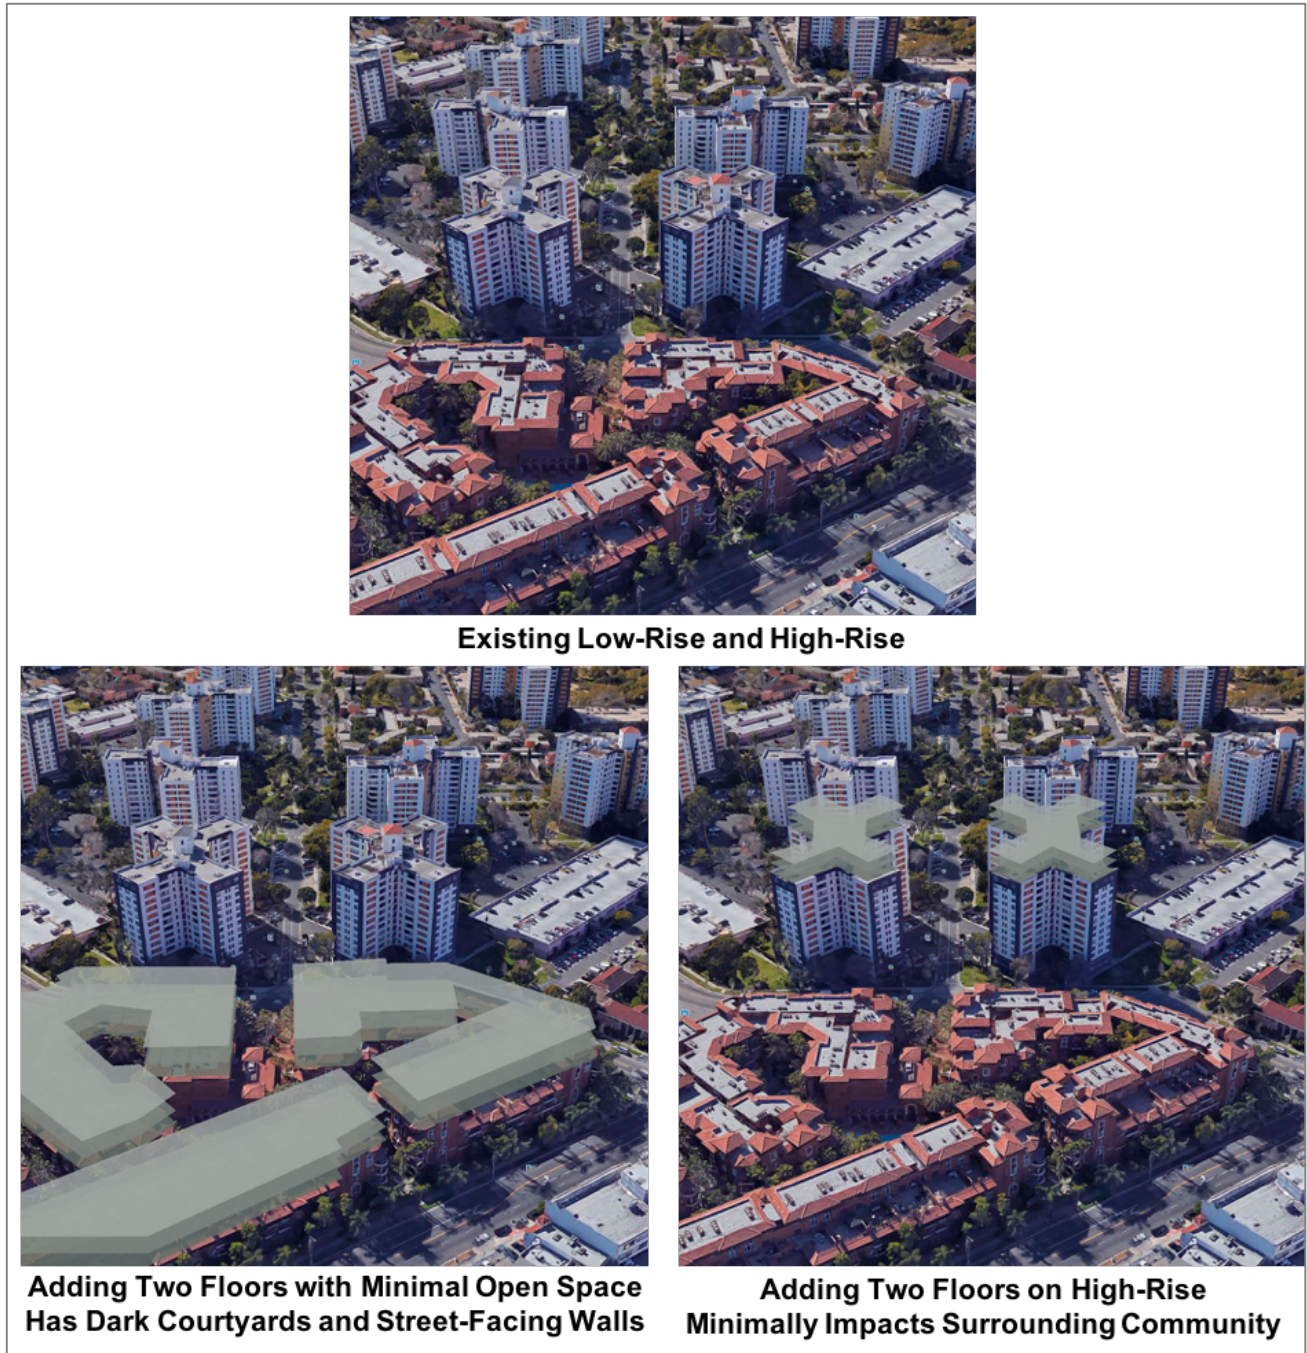 Existing Low-Rise and High-Rise
Adding Two Floors with Minimal Open Space
Has Dark Courtyards and Street-Facing Walls
Adding Two Floors on High-Rise
Minimally Impacts Surrounding Community